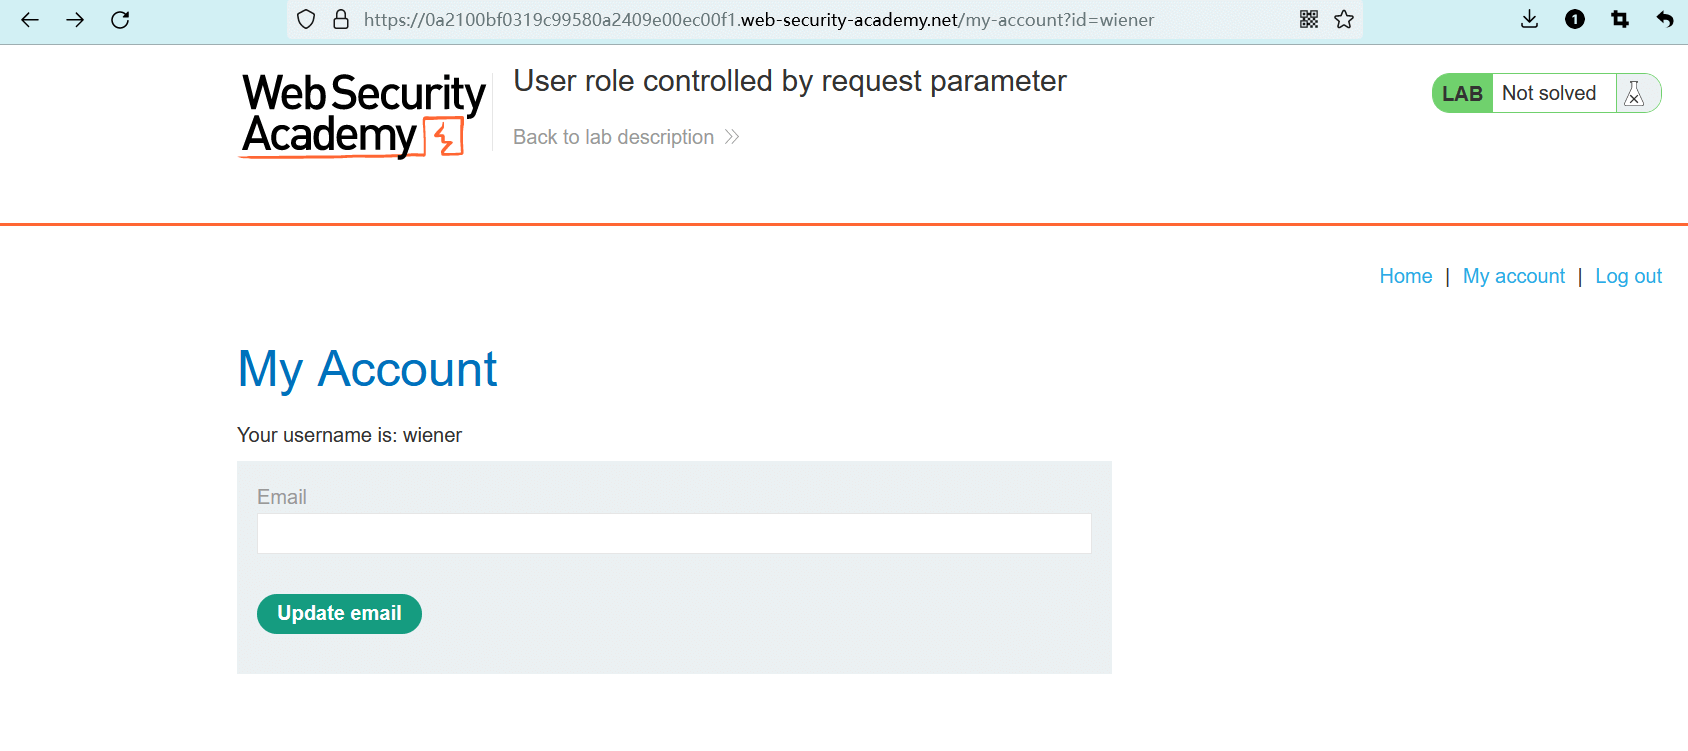 https://0a2100bf0319c99580a2409e00ec00f1.web-security-academy.net/my-account?id=wiener
1
Web Security
Academy
User role controlled by request parameter
Back to lab description
LAB Not solved
Home | My account | Log out
My Account
Your username is: wiener
Email
Update email